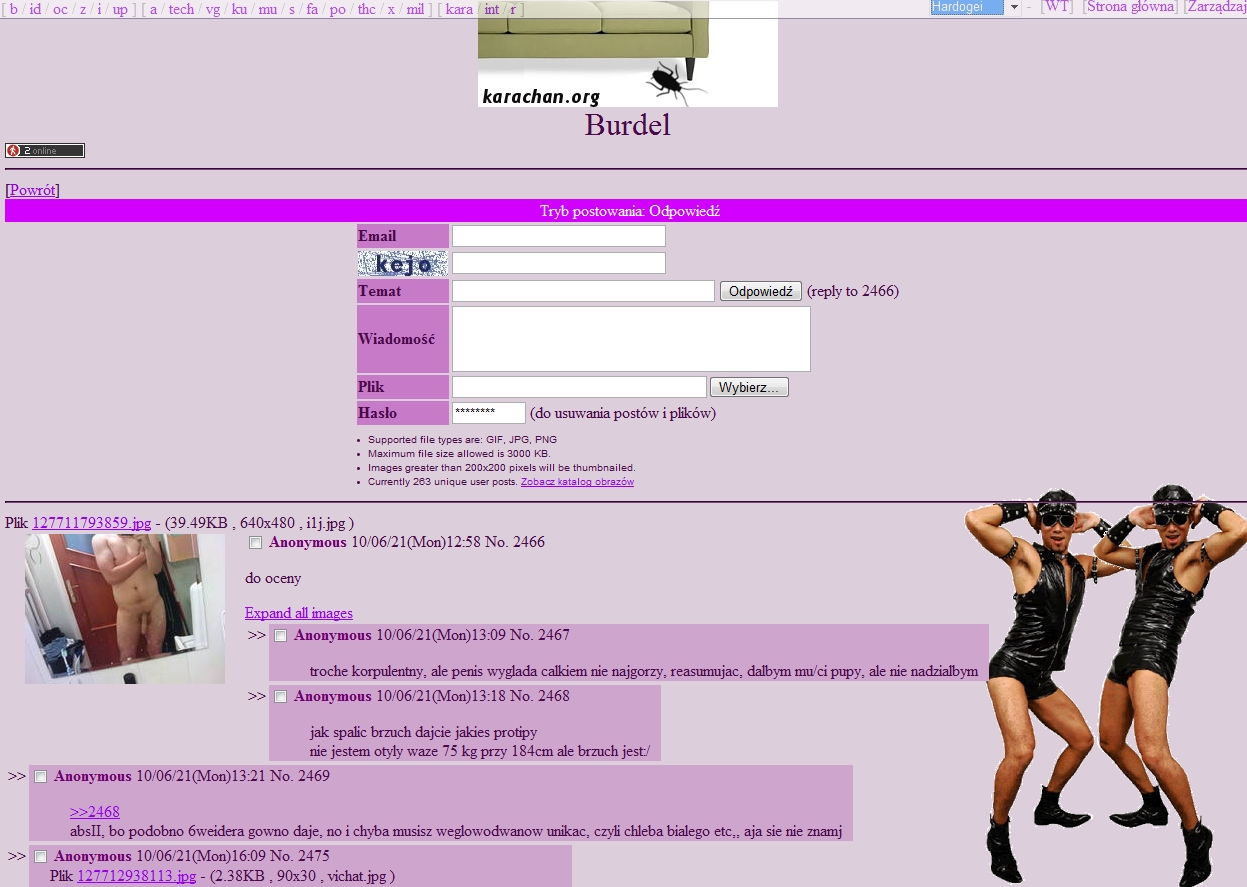 [ b / id / oc / z / i / up ] [ a / tech / vg / ku / mu / s / fa / po / thc / x / mil ] [ kara / int / r ]
Hardogei - [WT] [Strona główna] [Zarządzaj
karachan.org
Burdel
2 online
[Powrót]
Tryb postowania: Odpowiedź
Email
kejo
Temat Odpowiedź (reply to 2466)
Wiadomość
Plik Wybierz...
Hasło ******** (do usuwania postów i plików)
• Supported file types are: GIF, JPG, PNG
• Maximum file size allowed is 3000 KB.
• Images greater than 200x200 pixels will be thumbnailed.
• Currently 263 unique user posts. Zobacz katalog obrazów
Plik 127711793859.jpg - (39.49KB , 640x480 , i1j.jpg )
Anonymous 10/06/21(Mon)12:58 No. 2466
do oceny
Expand all images
>> Anonymous 10/06/21(Mon)13:09 No. 2467
troche korpulentny, ale penis wyglada calkiem nie najgorzy, reasumujac, dalbym mu/ci pupy, ale nie nadzialbym
>> Anonymous 10/06/21(Mon)13:18 No. 2468
jak spalic brzuch dajcie jakies protipy
nie jestem otyly waze 75 kg przy 184cm ale brzuch jest:/
>> Anonymous 10/06/21(Mon)13:21 No. 2469
>>2468
absII, bo podobno 6weidera gowno daje, no i chyba musisz weglowodwanow unikac, czyli chleba bialego etc,, aja sie nie znamj
>> Anonymous 10/06/21(Mon)16:09 No. 2475
Plik 127712938113.jpg - (2.38KB , 90x30 , vichat.jpg )